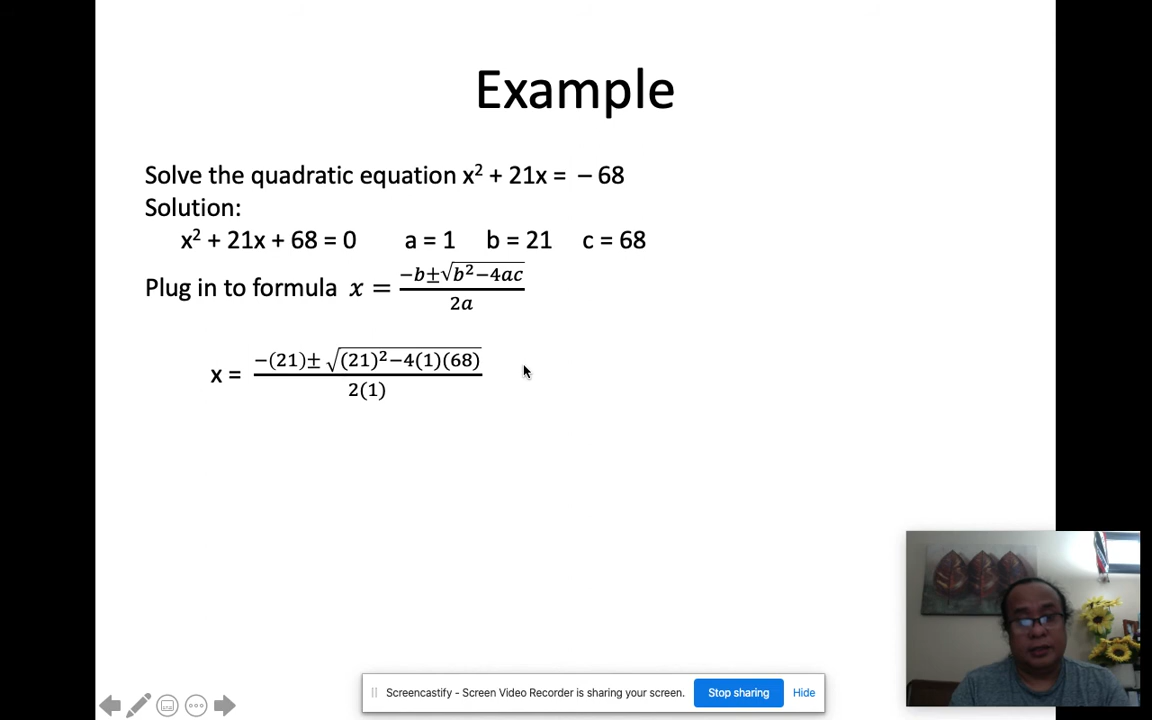 Example
Solve the quadratic equation x² + 21x = – 68
Solution:
x² + 21x + 68 = 0 a = 1 b = 21 c = 68
Plug in to formula x = (−b±√(b²−4ac))/(2a)
x = (−(21)± √((21)²−4(1)(68)))/(2(1))
Screencastify - Screen Video Recorder is sharing your screen. Stop sharing Hide